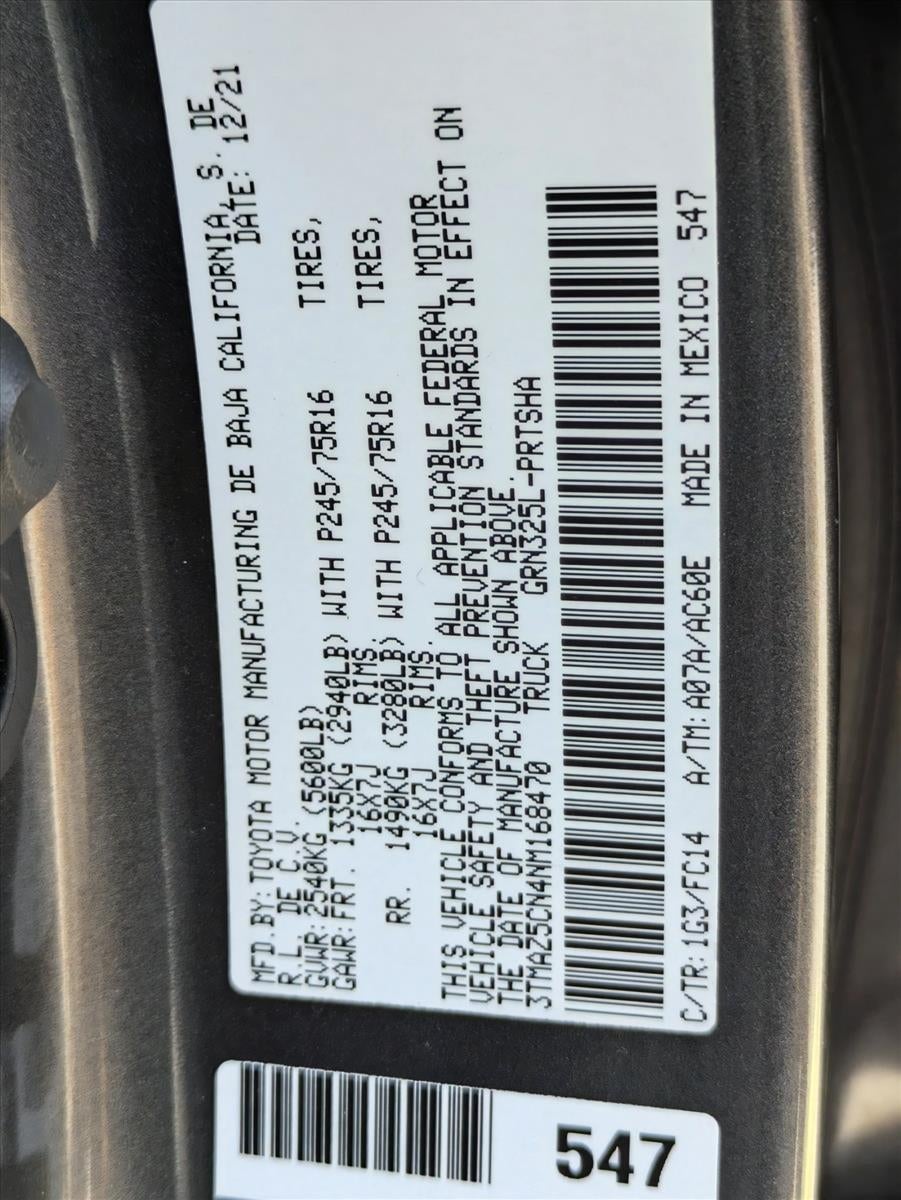 MFD.BY:TOYOTA MOTOR MANUFACTURING DE BAJA CALIFORNIA, S. DE
R.L. DE C.V. DATE: 12/21
GVWR:2540KG (5600LB)
GAWR:FRT. 1335KG (2940LB) WITH P245/75R16 TIRES,
16X7J RIMS.
RR. 1490KG (3280LB) WITH P245/75R16 TIRES,
16X7J RIMS.
THIS VEHICLE CONFORMS TO ALL APPLICABLE FEDERAL MOTOR
VEHICLE SAFETY AND THEFT PREVENTION STANDARDS IN EFFECT ON
THE DATE OF MANUFACTURE SHOWN ABOVE.
3TMAZ5CN4NM168470 TRUCK GRN325L-PRTSHA
C/TR:1G3/FC14 A/TM:A07A/AC60E MADE IN MEXICO 547
547